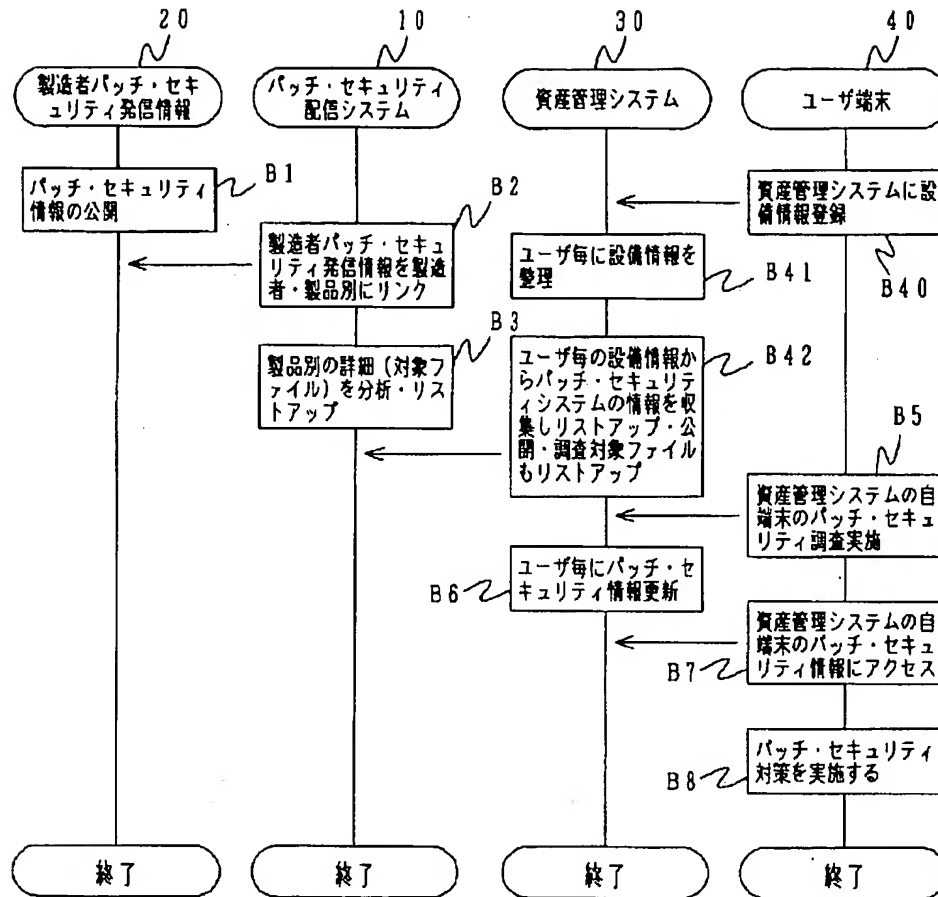 20
10
30
40
製造者パッチ・セキ
ュリティ発信情報
パッチ・セキュリティ
配信システム
資産管理システム
ユーザ端末
パッチ・セキュリティ
情報の公開
B1
B2
製造者パッチ・セキュ
リティ発信情報を製造
者・製品別にリンク
資産管理システムに設
備情報登録
B40
ユーザ毎に設備情報を
整理
B41
B3
製品別の詳細(対象フ
ァイル)を分析・リス
トアップ
ユーザ毎の設備情報か
らパッチ・セキュリテ
ィシステムの情報を収
集しリストアップ・公
開・調査対象ファイル
もリストアップ
B42
B5
資産管理システムの自
端末のパッチ・セキュ
リティ調査実施
ユーザ毎にパッチ・セ
キュリティ情報更新
B6
資産管理システムの自
端末のパッチ・セキュ
リティ情報にアクセス
B7
パッチ・セキュリティ
対策を実施する
B8
終了
終了
終了
終了